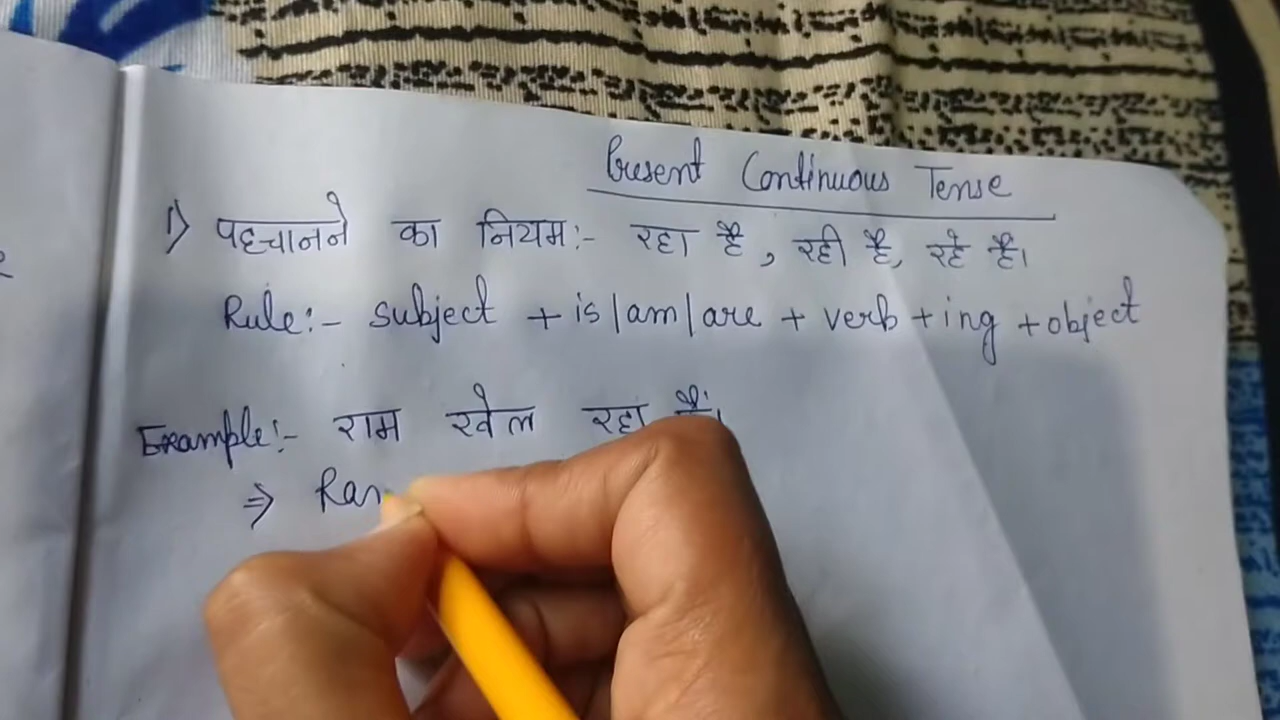 Present Continuous Tense
1) पहचानने का नियम:- रहा है, रही है, रहे है।
Rule:- subject + is/am/are + verb + ing + object
Example:- राम खेल रहा है।
⇒ Ram